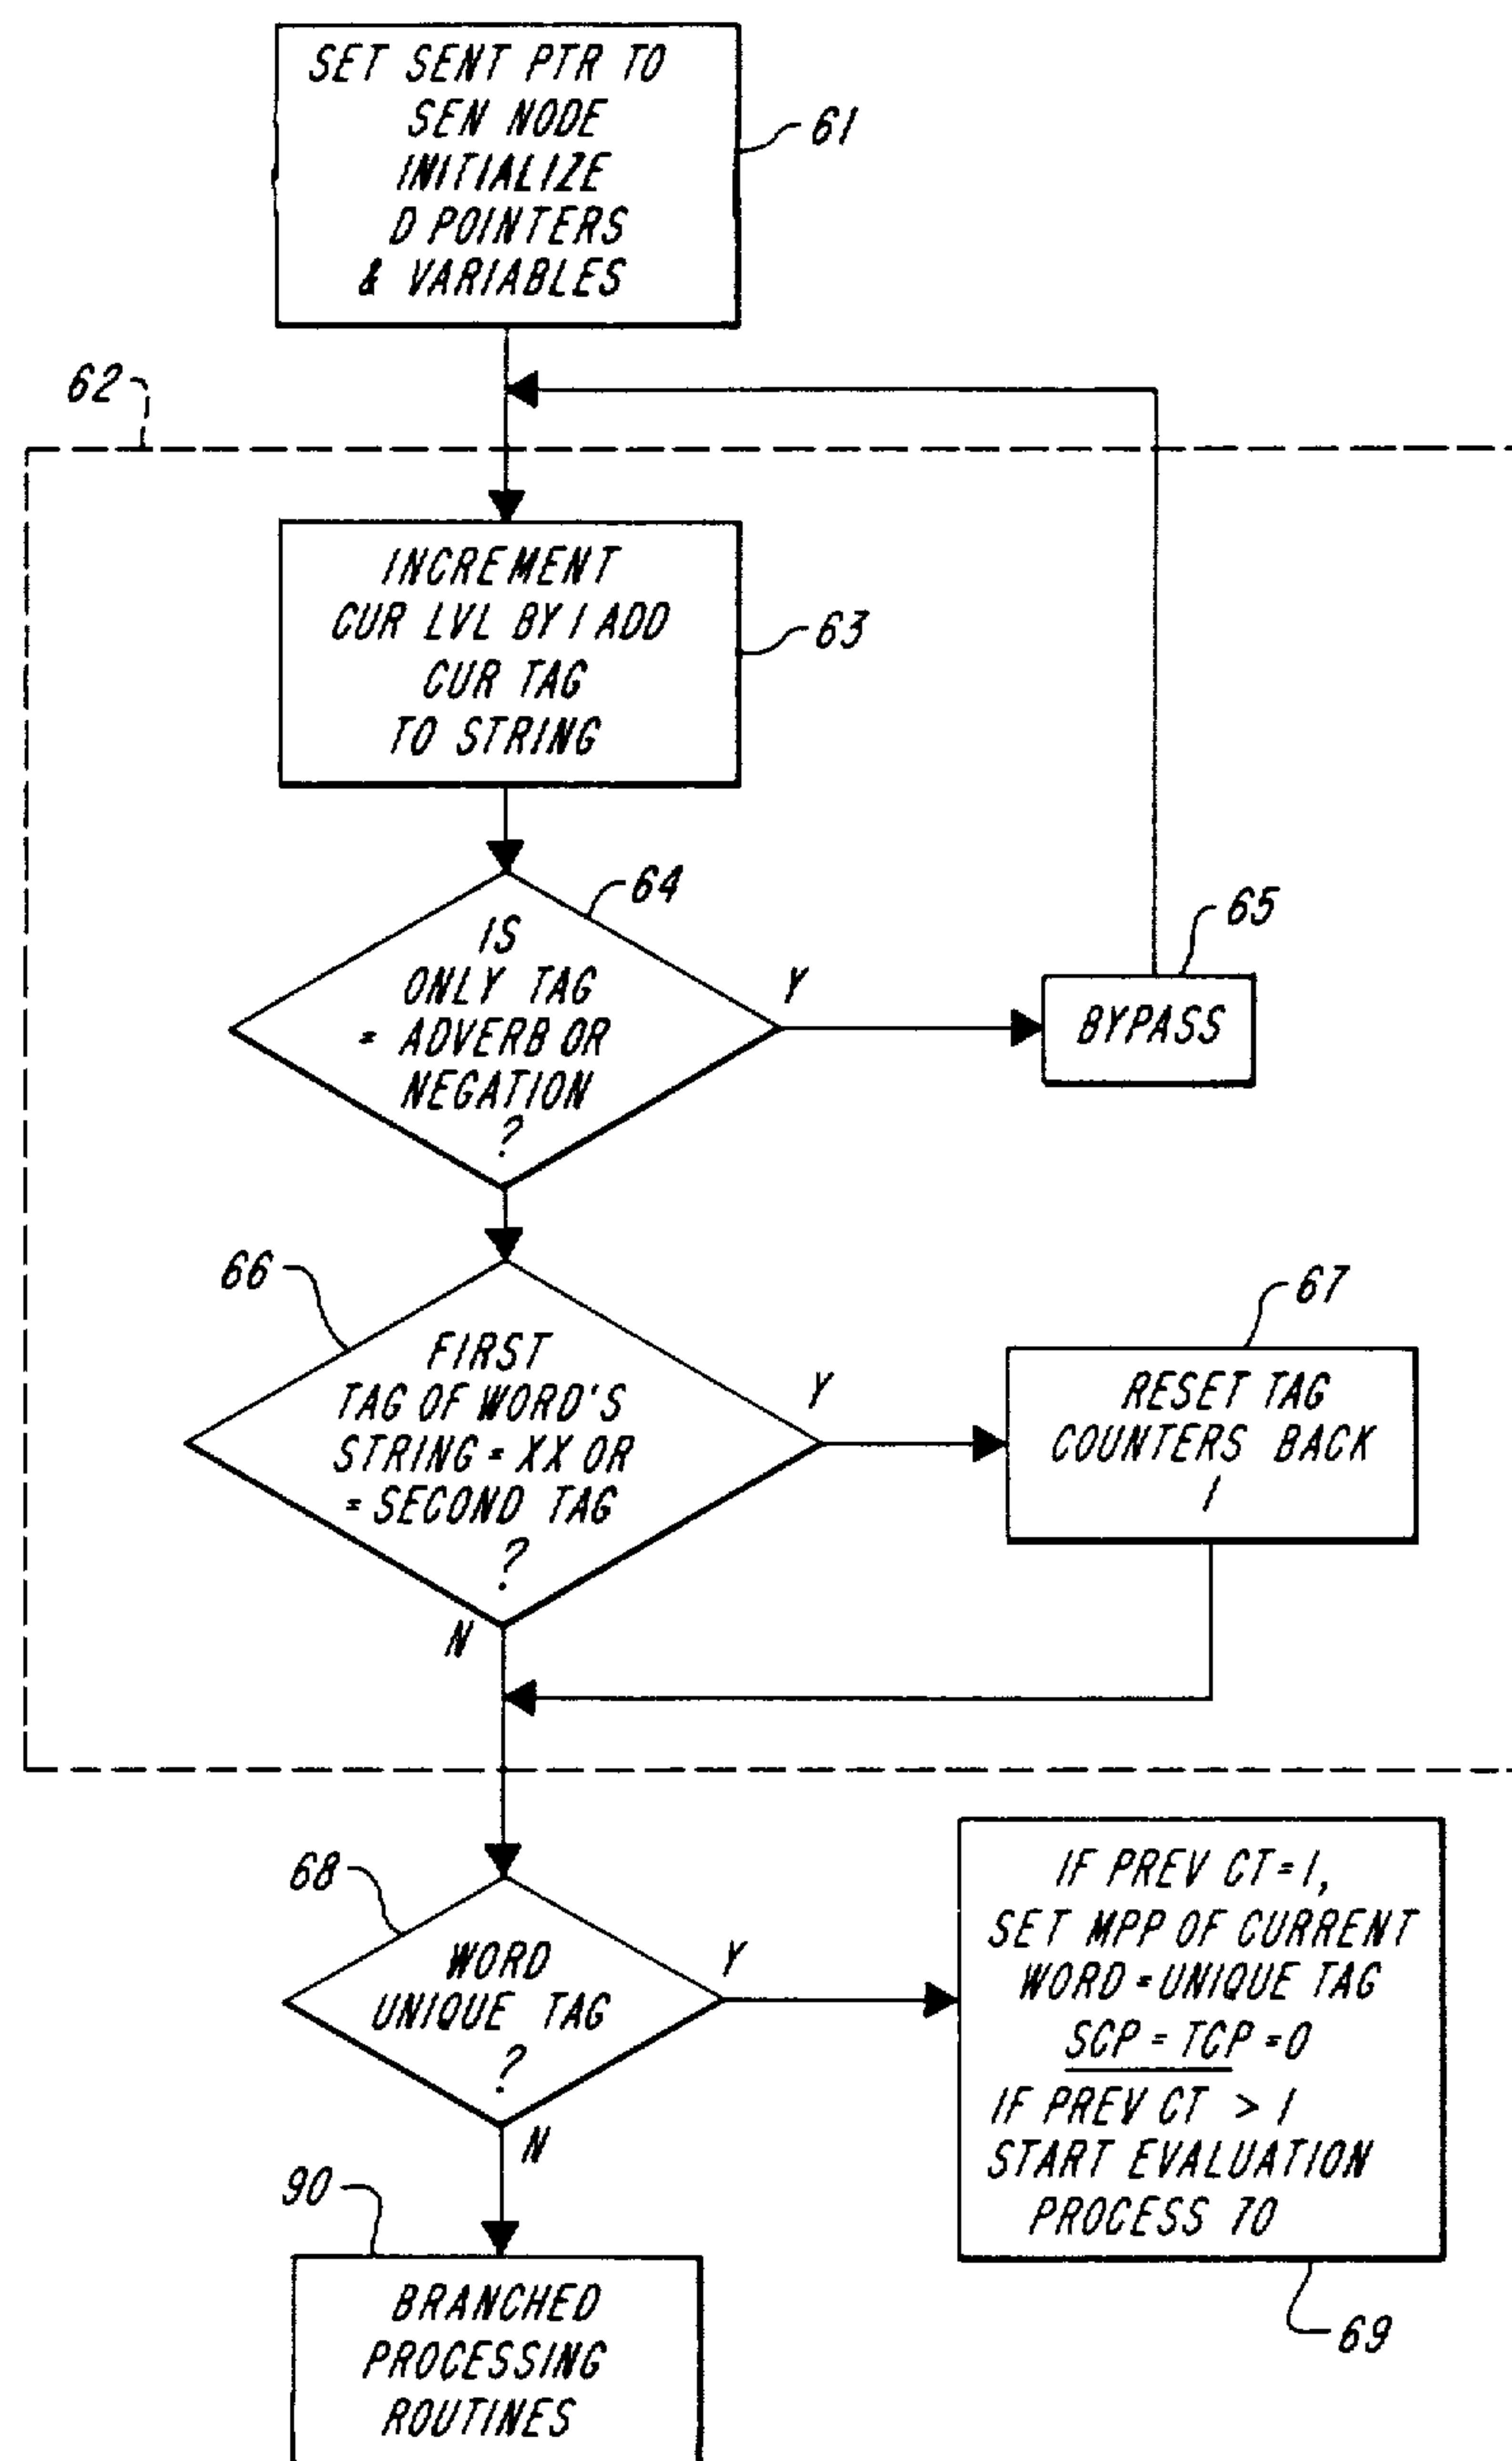 SET SENT PTR TO
SEN NODE
INITIALIZE
D POINTERS
& VARIABLES
61
62
INCREMENT
CUR LVL BY 1 ADD
CUR TAG
TO STRING
63
64
IS
ONLY TAG
= ADVERB OR
NEGATION
?
Y
65
BYPASS
66
FIRST
TAG OF WORD'S
STRING = XX OR
= SECOND TAG
?
Y
N
67
RESET TAG
COUNTERS BACK
1
68
WORD
UNIQUE TAG
?
Y
N
IF PREV CT=1,
SET MPP OF CURRENT
WORD = UNIQUE TAG
SCP = TCP = 0
IF PREV CT > 1
START EVALUATION
PROCESS 70
69
90
BRANCHED
PROCESSING
ROUTINES